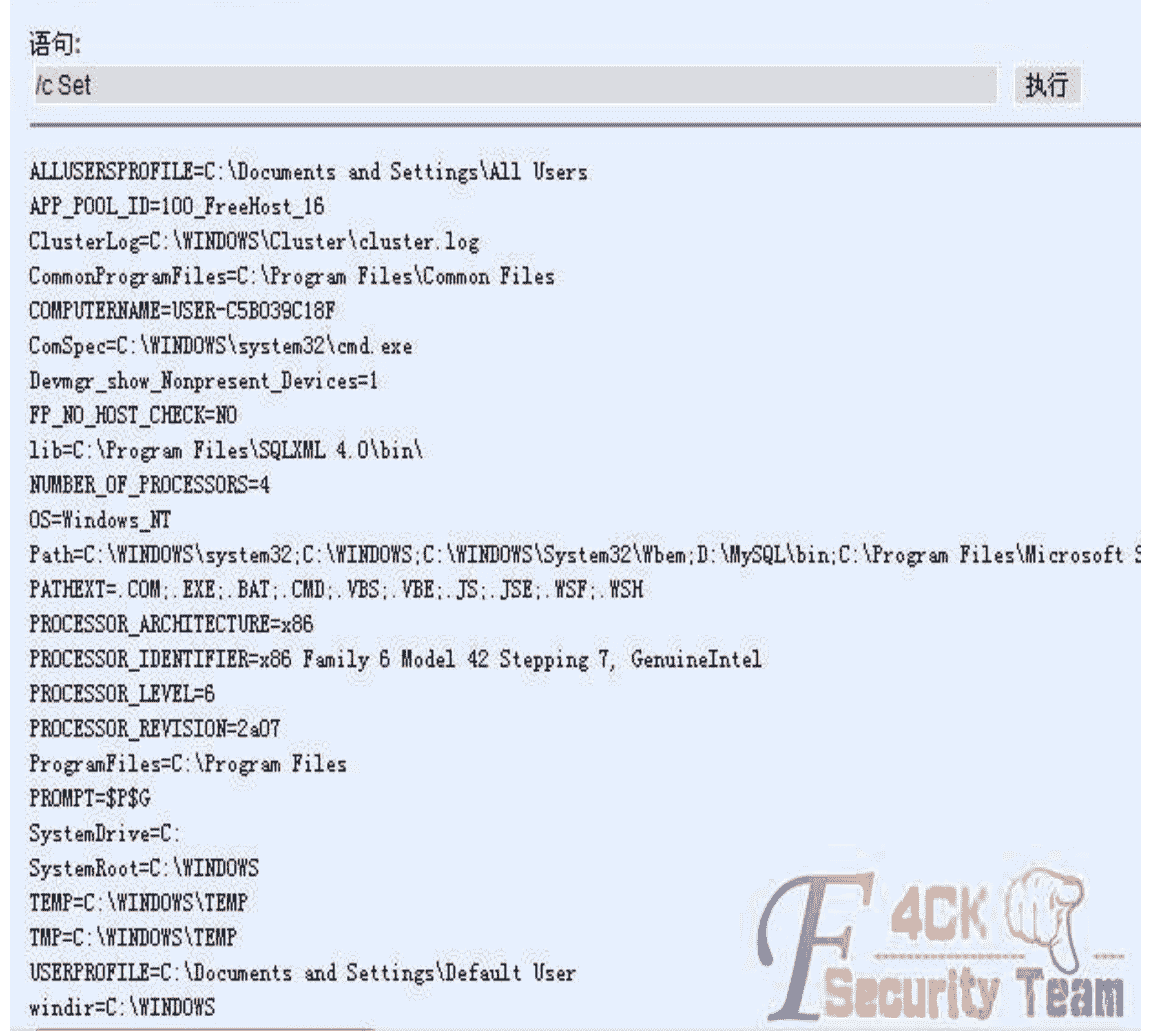 语句:
/c Set
执行
ALLUSERSPROFILE=C:\Documents and Settings\All Users
APP_POOL_ID=100_FreeHost_16
ClusterLog=C:\WINDOWS\Cluster\cluster.log
CommonProgramFiles=C:\Program Files\Common Files
COMPUTERNAME=USER-C5B039C18F
ComSpec=C:\WINDOWS\system32\cmd.exe
Devmgr_show_Nonpresent_Devices=1
FP_NO_HOST_CHECK=NO
lib=C:\Program Files\SQLXML 4.0\bin\
NUMBER_OF_PROCESSORS=4
OS=Windows_NT
Path=C:\WINDOWS\system32;C:\WINDOWS;C:\WINDOWS\System32\Wbem;D:\MySQL\bin;C:\Program Files\Microsoft S
PATHEXT=.COM;.EXE;.BAT;.CMD;.VBS;.VBE;.JS;.JSE;.WSF;.WSH
PROCESSOR_ARCHITECTURE=x86
PROCESSOR_IDENTIFIER=x86 Family 6 Model 42 Stepping 7, GenuineIntel
PROCESSOR_LEVEL=6
PROCESSOR_REVISION=2a07
ProgramFiles=C:\Program Files
PROMPT=$P$G
SystemDrive=C:
SystemRoot=C:\WINDOWS
TEMP=C:\WINDOWS\TEMP
TMP=C:\WINDOWS\TEMP
USERPROFILE=C:\Documents and Settings\Default User
windir=C:\WINDOWS
F4CK
Security Team